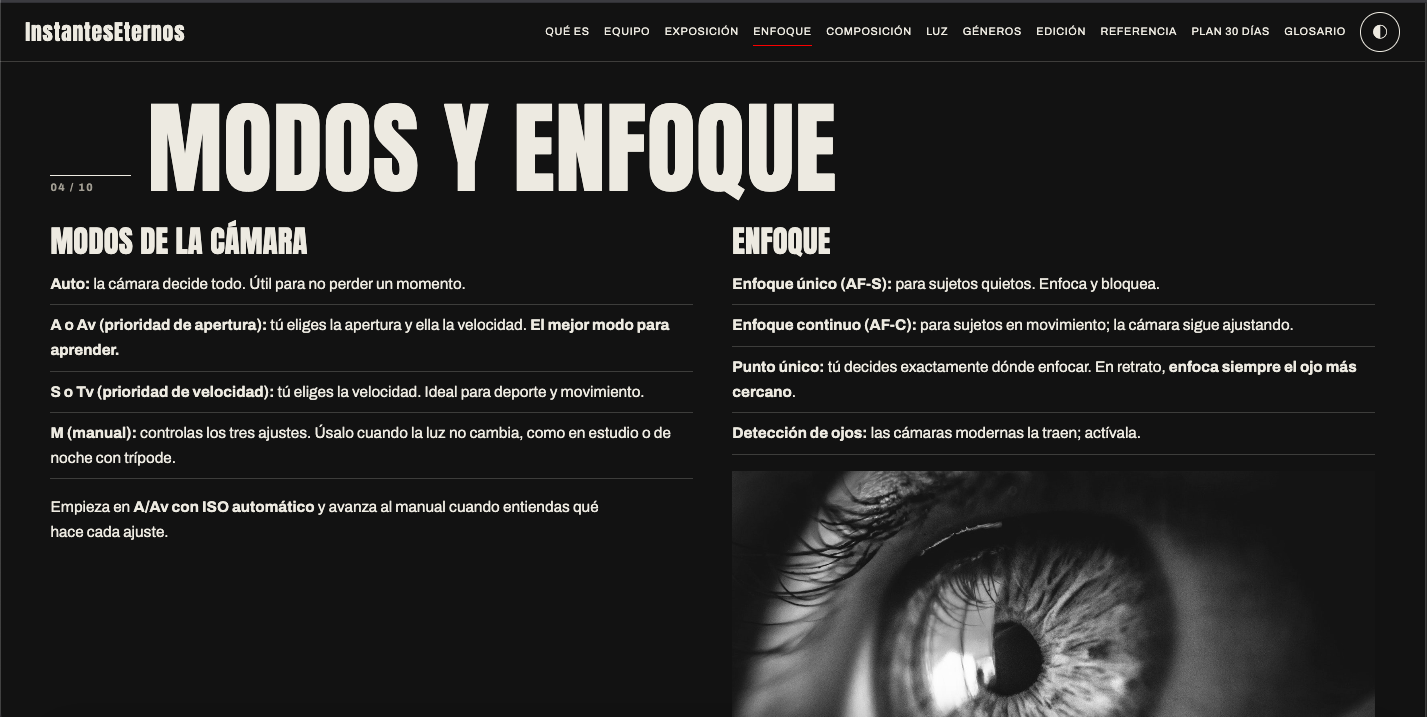 InstantesEternos
QUÉ ES EQUIPO EXPOSICIÓN ENFOQUE COMPOSICIÓN LUZ GÉNEROS EDICIÓN REFERENCIA PLAN 30 DÍAS GLOSARIO
04 / 10
MODOS Y ENFOQUE
MODOS DE LA CÁMARA
Auto: la cámara decide todo. Útil para no perder un momento.
A o Av (prioridad de apertura): tú eliges la apertura y ella la velocidad. El mejor modo para
aprender.
S o Tv (prioridad de velocidad): tú eliges la velocidad. Ideal para deporte y movimiento.
M (manual): controlas los tres ajustes. Úsalo cuando la luz no cambia, como en estudio o de
noche con trípode.
Empieza en A/Av con ISO automático y avanza al manual cuando entiendas qué
hace cada ajuste.
ENFOQUE
Enfoque único (AF-S): para sujetos quietos. Enfoca y bloquea.
Enfoque continuo (AF-C): para sujetos en movimiento; la cámara sigue ajustando.
Punto único: tú decides exactamente dónde enfocar. En retrato, enfoca siempre el ojo más
cercano.
Detección de ojos: las cámaras modernas la traen; actívala.